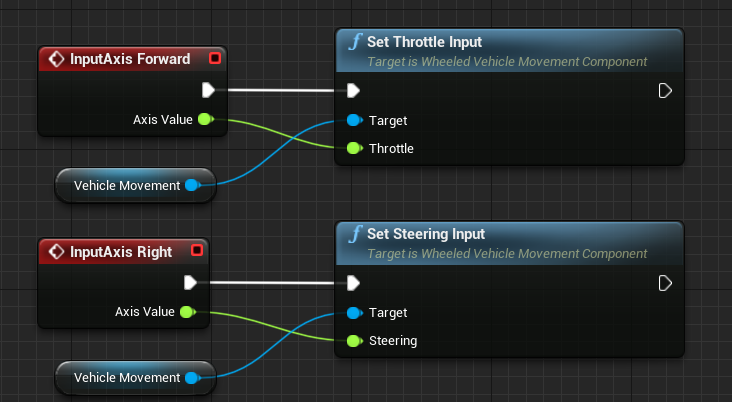 InputAxis Forward
Axis Value
Vehicle Movement
Set Throttle Input
Target is Wheeled Vehicle Movement Component
Target
Throttle
InputAxis Right
Axis Value
Vehicle Movement
Set Steering Input
Target is Wheeled Vehicle Movement Component
Target
Steering